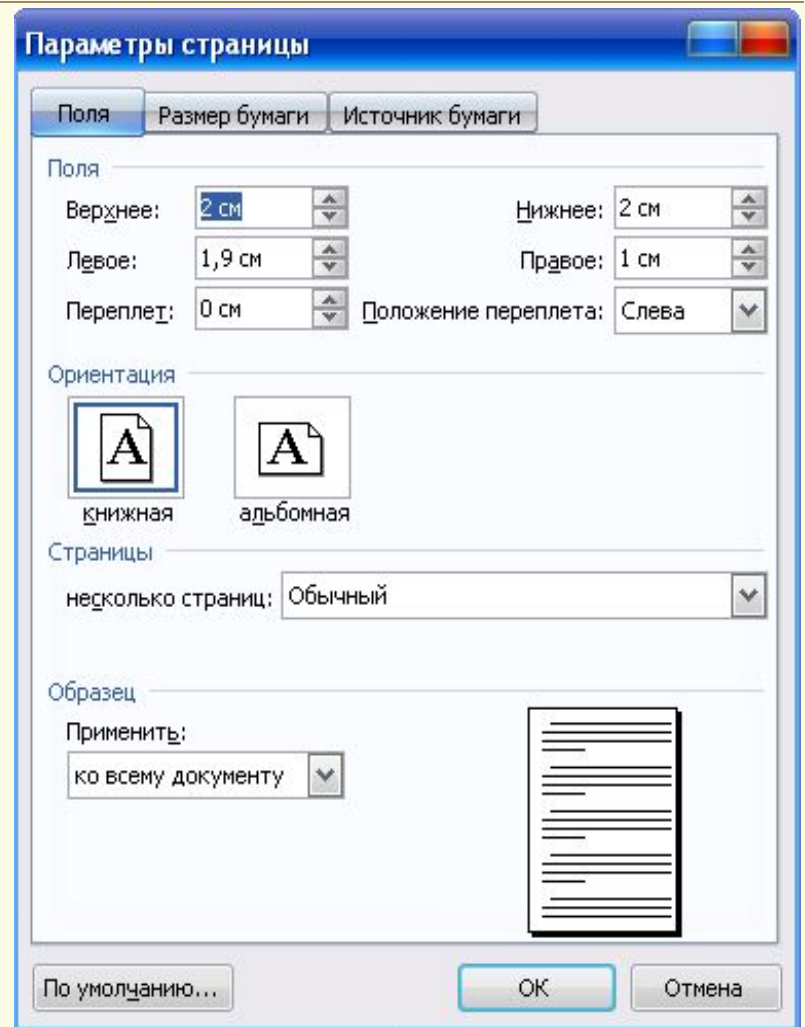 Параметры страницы
Поля Размер бумаги Источник бумаги
Поля
Верхнее: 2 см Нижнее: 2 см
Левое: 1,9 см Правое: 1 см
Переплет: 0 см Положение переплета: Слева
Ориентация
A A
книжная альбомная
Страницы
несколько страниц: Обычный
Образец
Применить:
ко всему документу
По умолчанию... ОК Отмена